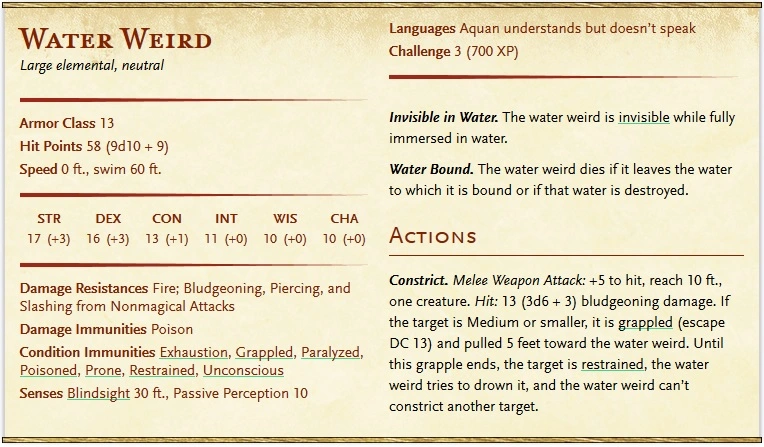 Water Weird
Large elemental, neutral
Armor Class 13
Hit Points 58 (9d10 + 9)
Speed 0 ft., swim 60 ft.
STR DEX CON INT WIS CHA
17 (+3) 16 (+3) 13 (+1) 11 (+0) 10 (+0) 10 (+0)
Damage Resistances Fire; Bludgeoning, Piercing, and
Slashing from Nonmagical Attacks
Damage Immunities Poison
Condition Immunities Exhaustion, Grappled, Paralyzed,
Poisoned, Prone, Restrained, Unconscious
Senses Blindsight 30 ft., Passive Perception 10
Languages Aquan understands but doesn't speak
Challenge 3 (700 XP)
Invisible in Water. The water weird is invisible while fully
immersed in water.
Water Bound. The water weird dies if it leaves the water
to which it is bound or if that water is destroyed.
Actions
Constrict. Melee Weapon Attack: +5 to hit, reach 10 ft.,
one creature. Hit: 13 (3d6 + 3) bludgeoning damage. If
the target is Medium or smaller, it is grappled (escape
DC 13) and pulled 5 feet toward the water weird. Until
this grapple ends, the target is restrained, the water
weird tries to drown it, and the water weird can't
constrict another target.